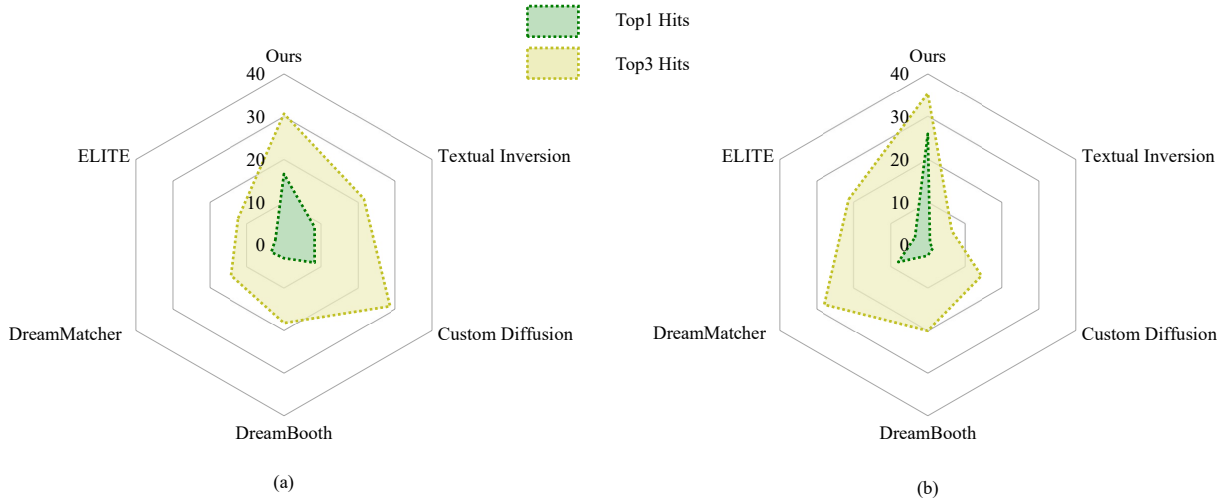 Top1 Hits
Top3 Hits
Ours
40
30
20
10
0
ELITE
Textual Inversion
DreamMatcher
Custom Diffusion
DreamBooth
(a)
Ours
40
30
20
10
0
ELITE
Textual Inversion
DreamMatcher
Custom Diffusion
DreamBooth
(b)